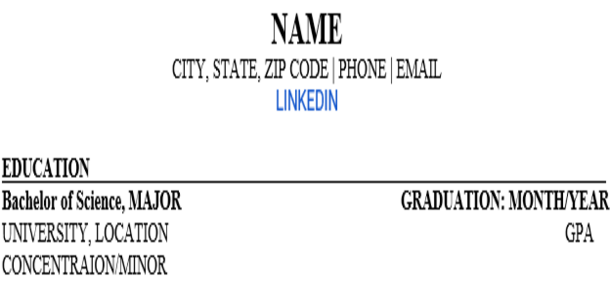 NAME
CITY, STATE, ZIP CODE | PHONE | EMAIL
LINKEDIN
EDUCATION
Bachelor of Science, MAJOR GRADUATION: MONTH/YEAR
UNIVERSITY, LOCATION GPA
CONCENTRAION/MINOR